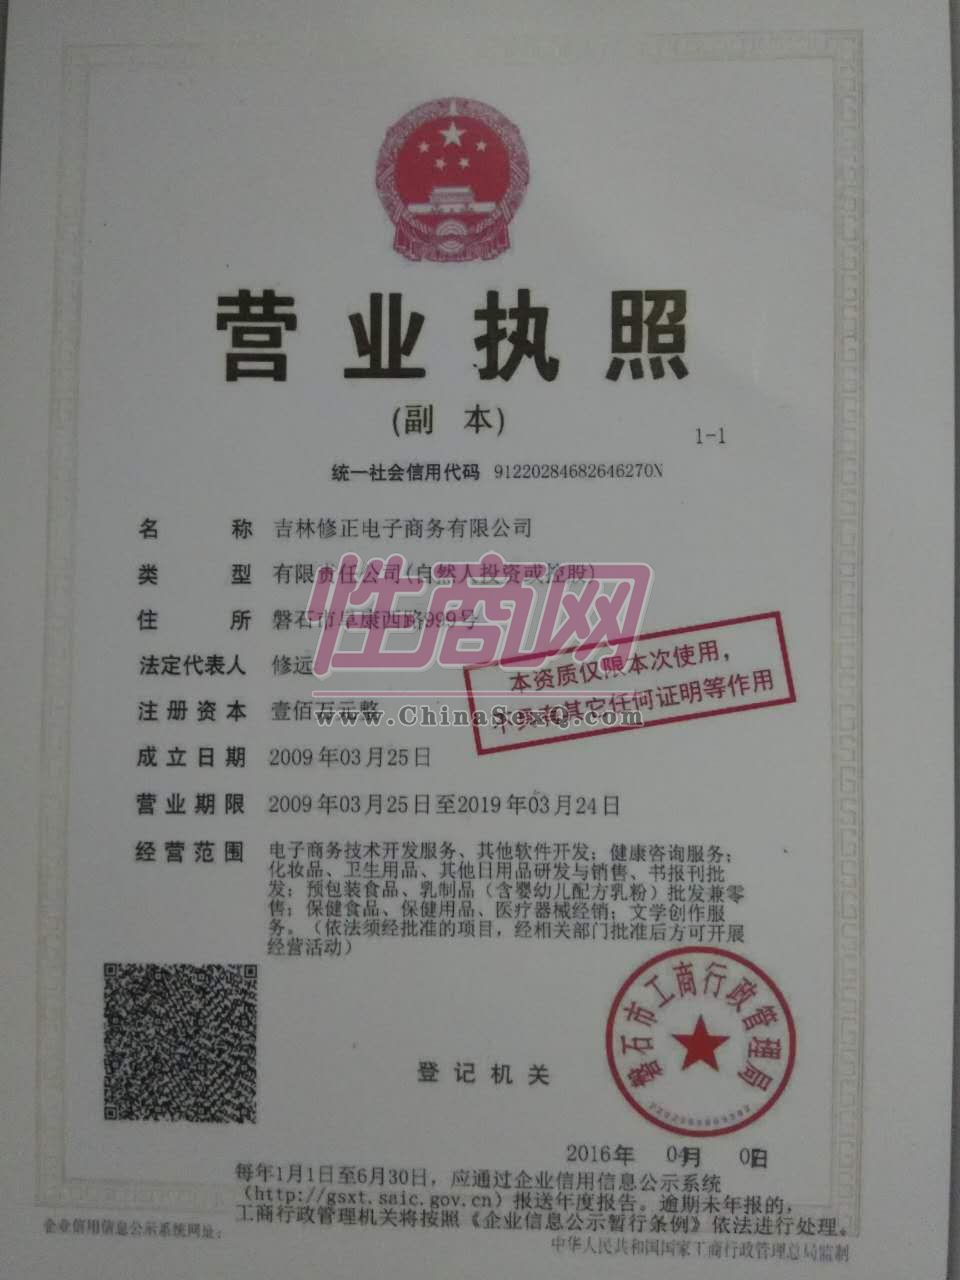 营业执照
(副 本)
1-1
统一社会信用代码 91220284682646270N
名 称 吉林修正电子商务有限公司
类 型 有限责任公司(自然人投资或控股)
住 所 磐石市阜康西路999号
法定代表人 修远
注册资本 壹佰万元整
成立日期 2009年03月25日
营业期限 2009年03月25日至2019年03月24日
经营范围 电子商务技术开发服务、其他软件开发；健康咨询服务；
化妆品、卫生用品、其他日用品研发与销售、书报刊批
发；预包装食品、乳制品（含婴幼儿配方乳粉）批发兼零
售；保健食品、保健用品、医疗器械经销；文学创作服
务。（依法须经批准的项目，经相关部门批准后方可开展
经营活动）
性商网
www.ChinaSexQ.com
本资质仅限本次使用，
不具有其它任何证明等作用
磐石市工商行政管理局
登记机关
2016年 04月 0日
每年1月1日至6月30日，应通过企业信用信息公示系统
（http://gsxt.saic.gov.cn）报送年度报告。逾期未年报的，
工商行政管理机关将按照《企业信息公示暂行条例》依法进行处理。
企业信用信息公示系统网址：
中华人民共和国国家工商行政管理总局监制